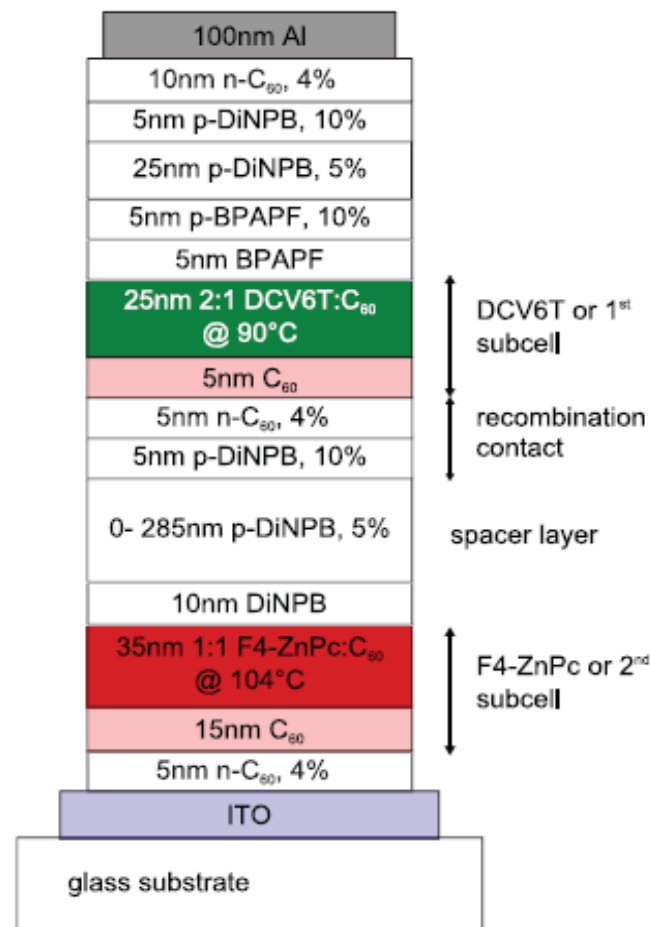 100nm Al
10nm n-C₆₀, 4%
5nm p-DiNPB, 10%
25nm p-DiNPB, 5%
5nm p-BPAPF, 10%
5nm BPAPF
25nm 2:1 DCV6T:C₆₀
@ 90°C
DCV6T or 1ˢᵗ
subcell
5nm C₆₀
5nm n-C₆₀, 4%
5nm p-DiNPB, 10%
recombination
contact
0- 285nm p-DiNPB, 5%
spacer layer
10nm DiNPB
35nm 1:1 F4-ZnPc:C₆₀
@ 104°C
F4-ZnPc or 2ⁿᵈ
subcell
15nm C₆₀
5nm n-C₆₀, 4%
ITO
glass substrate